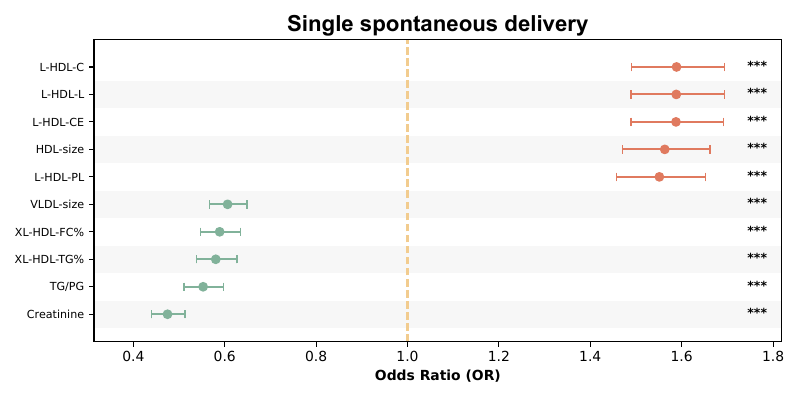 Single spontaneous delivery
L-HDL-C ***
L-HDL-L ***
L-HDL-CE ***
HDL-size ***
L-HDL-PL ***
VLDL-size ***
XL-HDL-FC% ***
XL-HDL-TG% ***
TG/PG ***
Creatinine ***
0.4 0.6 0.8 1.0 1.2 1.4 1.6 1.8
Odds Ratio (OR)